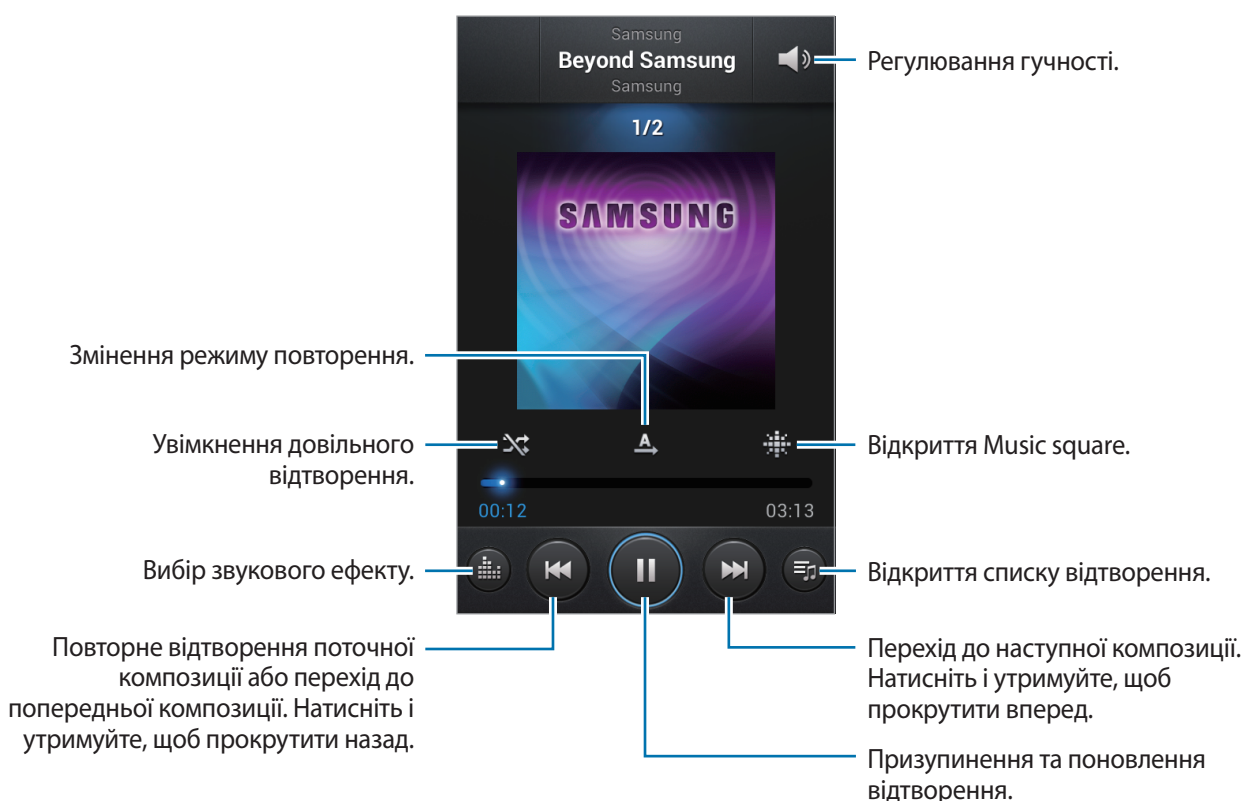 Samsung
Beyond Samsung
Samsung
Регулювання гучності.
1/2
SAMSUNG
Змінення режиму повторення.
A
Увімкнення довільного
відтворення.
Відкриття Music square.
00:12
03:13
Вибір звукового ефекту.
Відкриття списку відтворення.
Повторне відтворення поточної
композиції або перехід до
попередньої композиції. Натисніть і
утримуйте, щоб прокрутити назад.
Перехід до наступної композиції.
Натисніть і утримуйте, щоб
прокрутити вперед.
Призупинення та поновлення
відтворення.